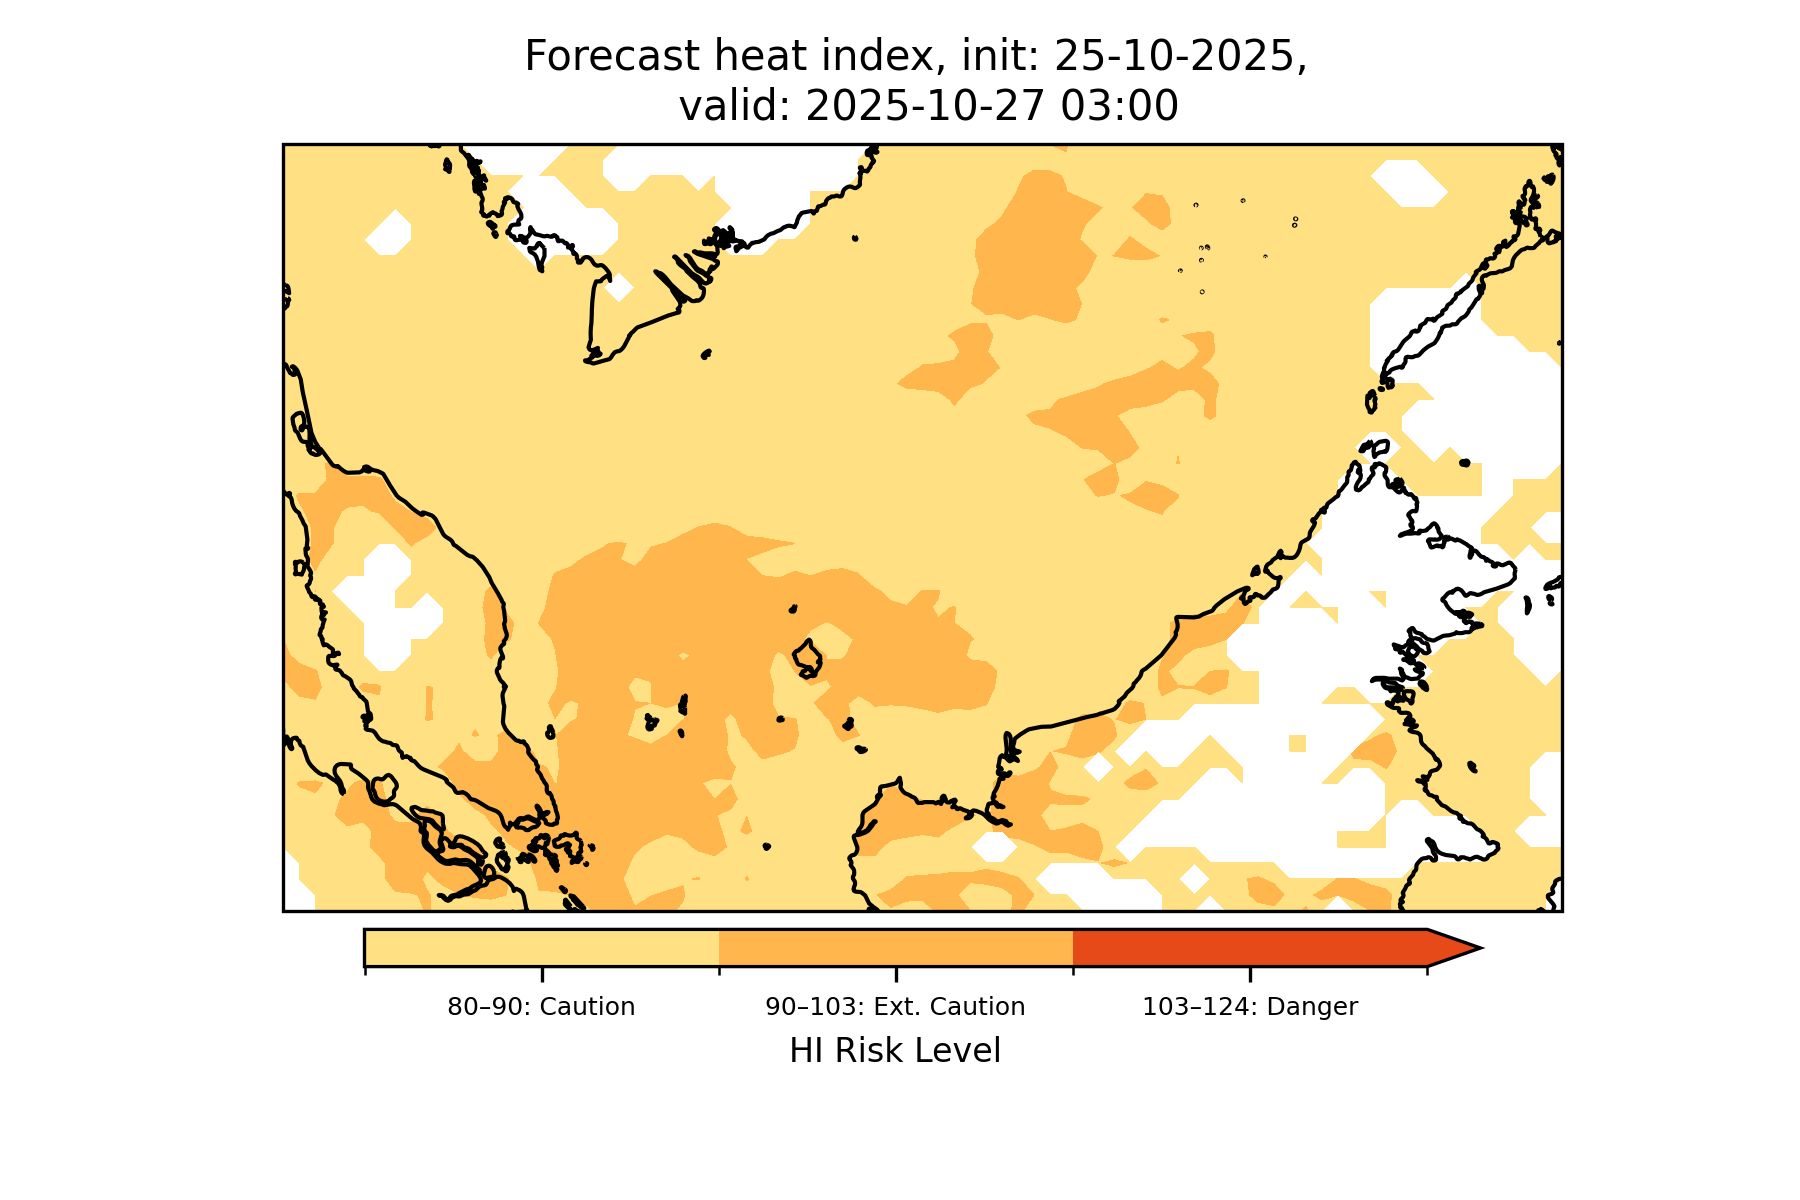 Forecast heat index, init: 25-10-2025,
valid: 2025-10-27 03:00
80–90: Caution
90–103: Ext. Caution
103–124: Danger
HI Risk Level